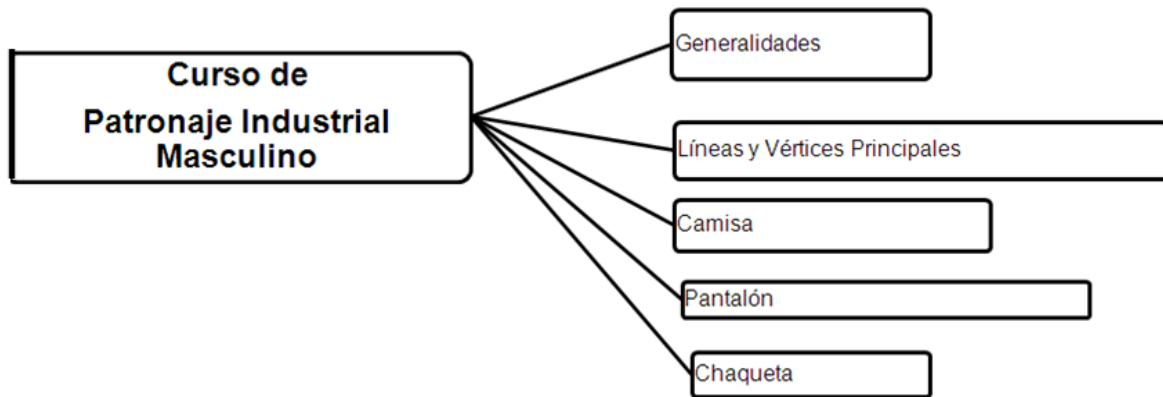 Curso de
Patronaje Industrial
Masculino
Generalidades
Líneas y Vértices Principales
Camisa
Pantalón
Chaqueta